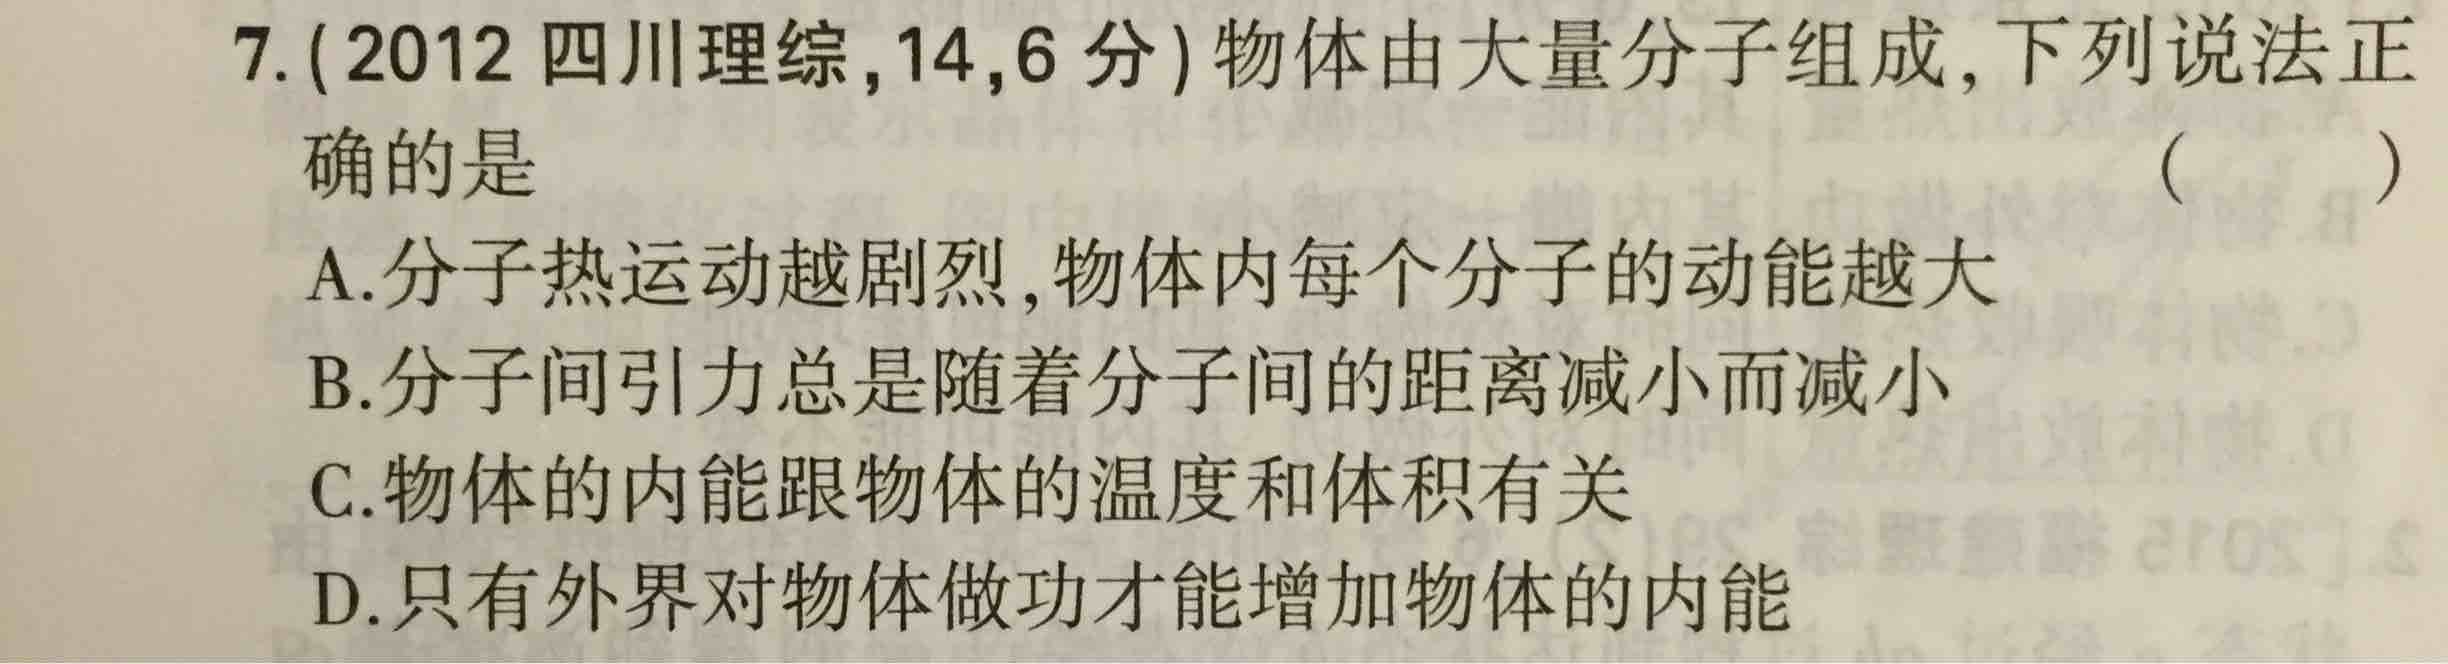 7.(2012四川理综,14,6分)物体由大量分子组成,下列说法正
确的是 ( )
A.分子热运动越剧烈,物体内每个分子的动能越大
B.分子间引力总是随着分子间的距离减小而减小
C.物体的内能跟物体的温度和体积有关
D.只有外界对物体做功才能增加物体的内能